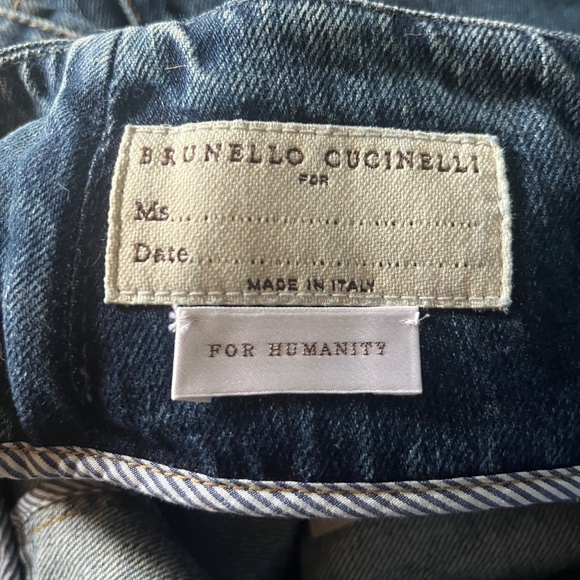 BRUNELLO CUCINELLI
FOR
Ms.......................................
Date.......................................
MADE IN ITALY
FOR HUMANITY